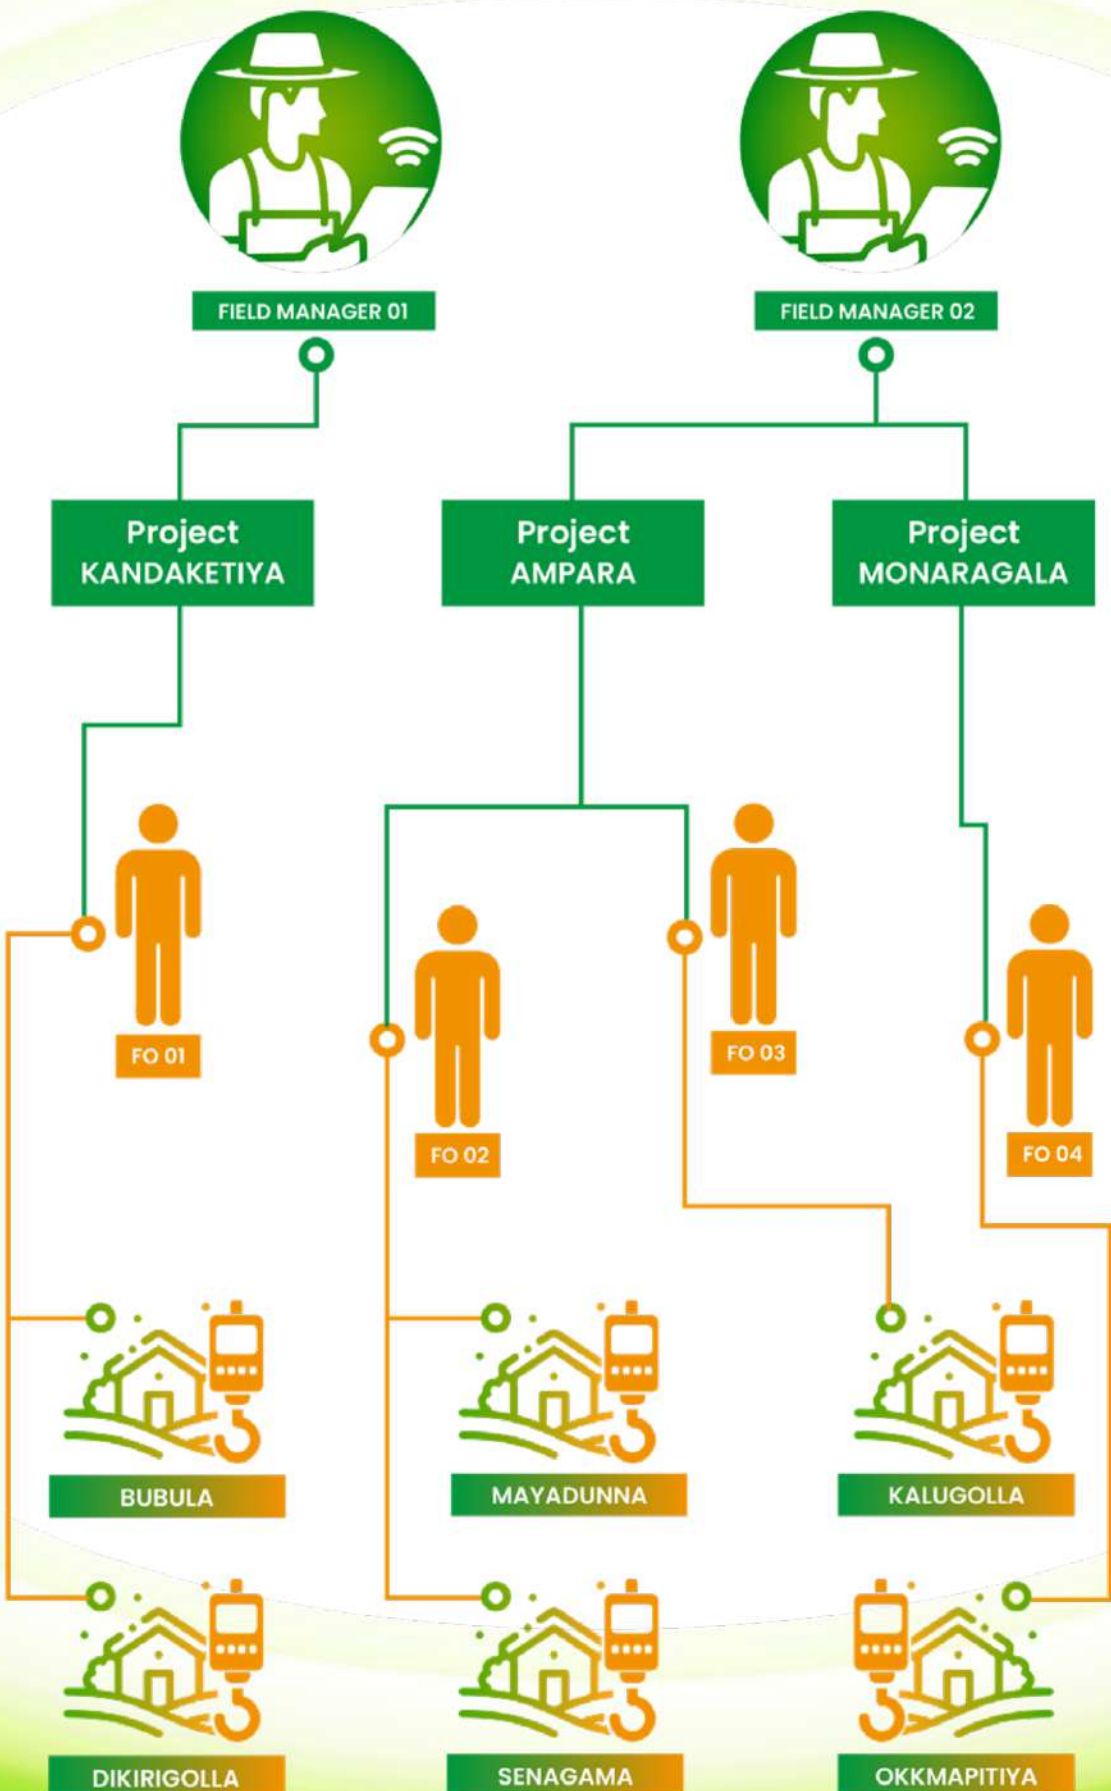 FIELD MANAGER 01
FIELD MANAGER 02
Project
KANDAKETIYA
Project
AMPARA
Project
MONARAGALA
FO 01
FO 02
FO 03
FO 04
BUBULA
MAYADUNNA
KALUGOLLA
DIKIRIGOLLA
SENAGAMA
OKKMAPITIYA